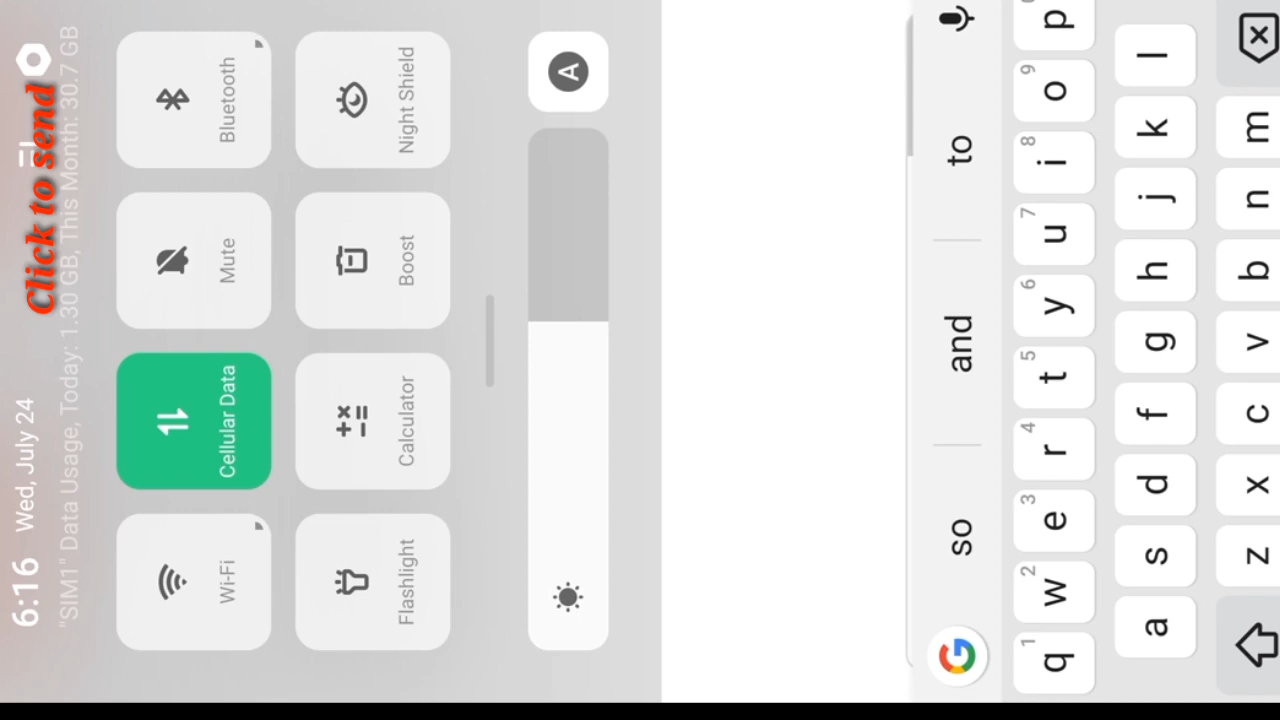 6:16 Wed, July 24
Click to send
"SIM1" Data Usage, Today: 1.30 GB, This Month: 30.7 GB
Wi-Fi Cellular Data Mute Bluetooth
Flashlight Calculator Boost Night Shield
A
so and to
1 2 3 4 5 6 7 8 9
q w e r t y u i o p
a s d f g h j k l
z x c v b n m